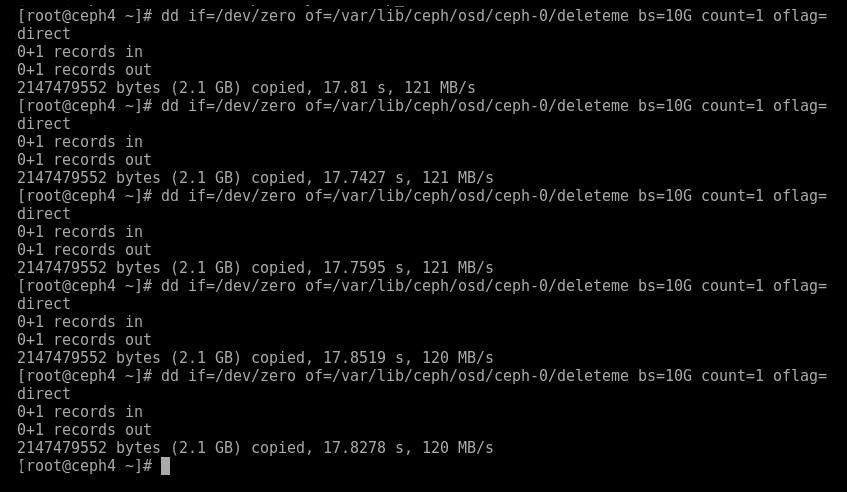 [root@ceph4 ~]# dd if=/dev/zero of=/var/lib/ceph/osd/ceph-0/deleteme bs=10G count=1 oflag=
direct
0+1 records in
0+1 records out
2147479552 bytes (2.1 GB) copied, 17.81 s, 121 MB/s
[root@ceph4 ~]# dd if=/dev/zero of=/var/lib/ceph/osd/ceph-0/deleteme bs=10G count=1 oflag=
direct
0+1 records in
0+1 records out
2147479552 bytes (2.1 GB) copied, 17.7427 s, 121 MB/s
[root@ceph4 ~]# dd if=/dev/zero of=/var/lib/ceph/osd/ceph-0/deleteme bs=10G count=1 oflag=
direct
0+1 records in
0+1 records out
2147479552 bytes (2.1 GB) copied, 17.7595 s, 121 MB/s
[root@ceph4 ~]# dd if=/dev/zero of=/var/lib/ceph/osd/ceph-0/deleteme bs=10G count=1 oflag=
direct
0+1 records in
0+1 records out
2147479552 bytes (2.1 GB) copied, 17.8519 s, 120 MB/s
[root@ceph4 ~]# dd if=/dev/zero of=/var/lib/ceph/osd/ceph-0/deleteme bs=10G count=1 oflag=
direct
0+1 records in
0+1 records out
2147479552 bytes (2.1 GB) copied, 17.8278 s, 120 MB/s
[root@ceph4 ~]#